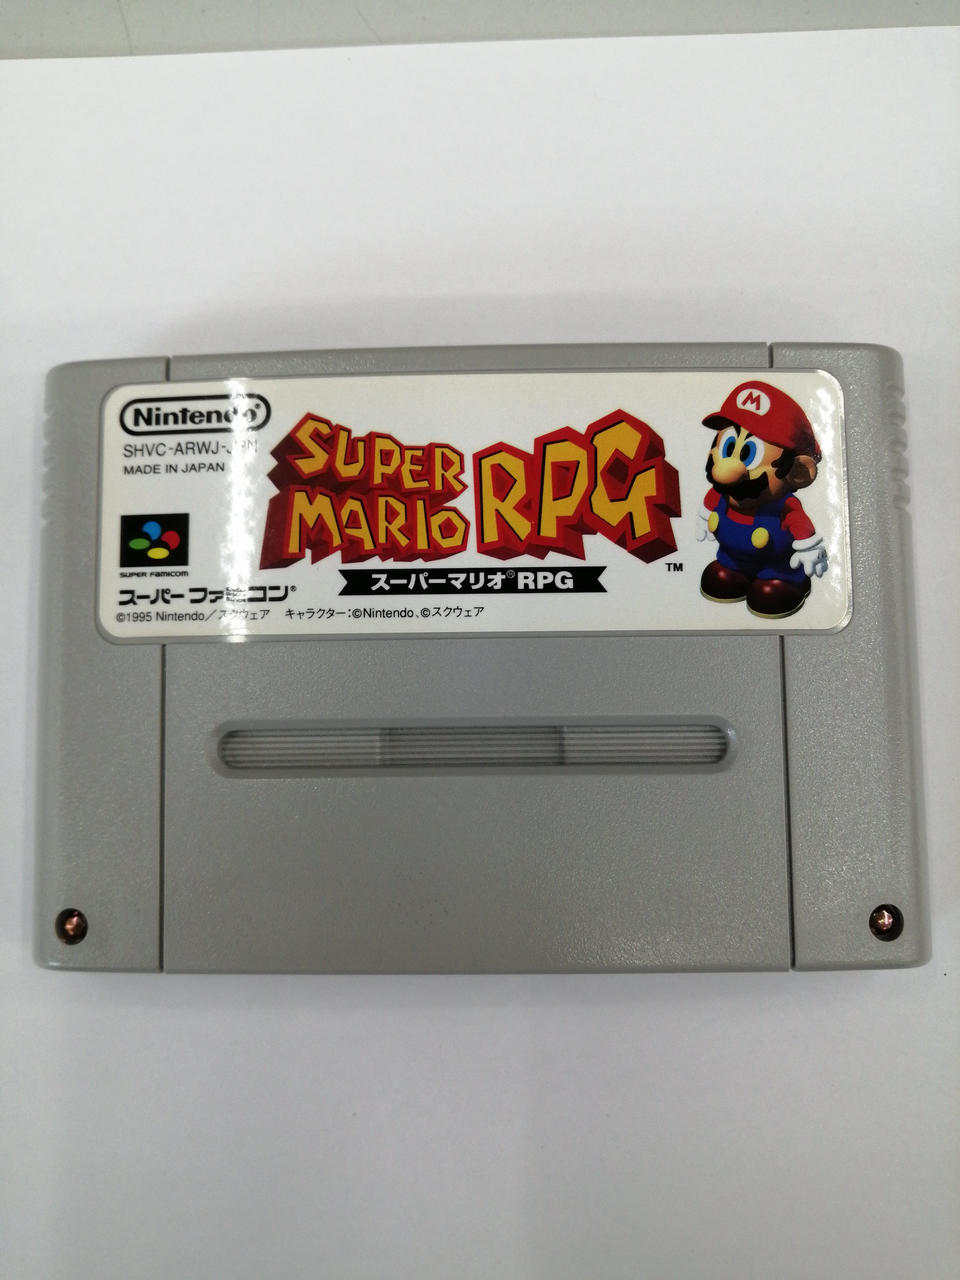 Nintendo®
SHVC-ARWJ-JPN
MADE IN JAPAN
SUPER FAMICOM
スーパーファミコン®
©1995 Nintendo／スクウェア キャラクター:©Nintendo、©スクウェア
SUPER
MARIO
RPG
TM
スーパーマリオ®RPG
M